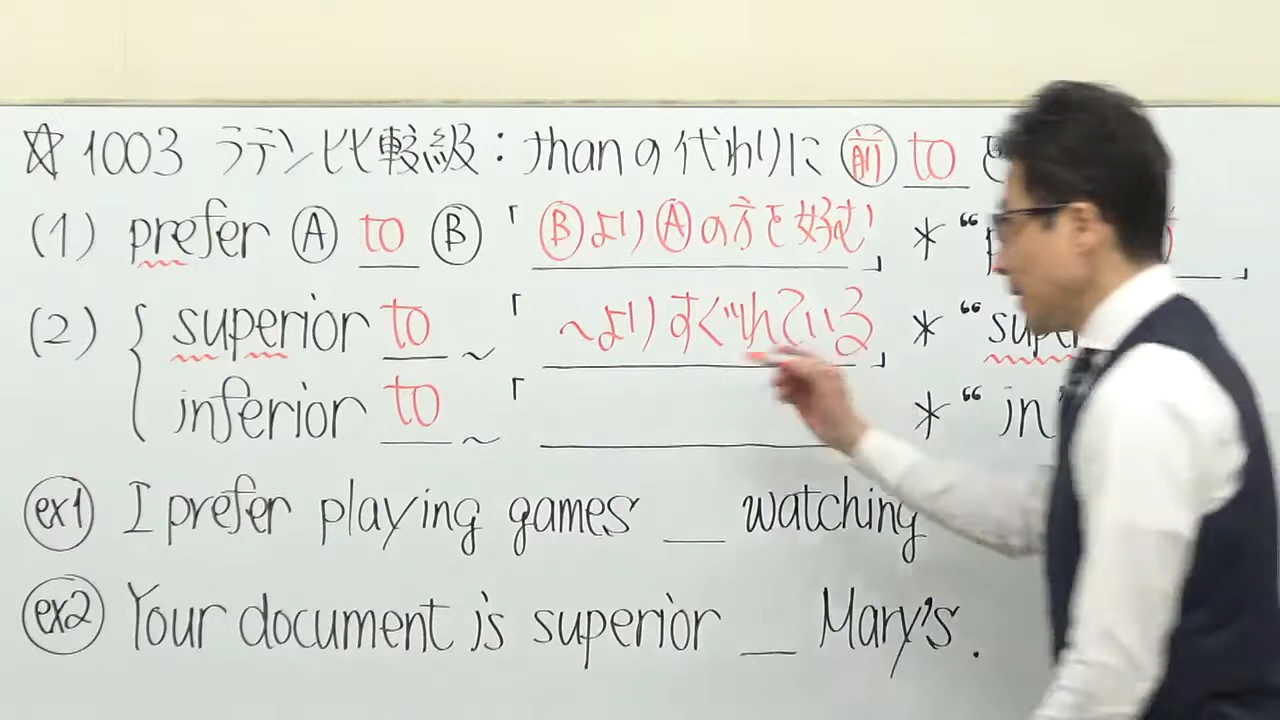 ☆ 1003 ラテン比較級：thanの代わりに 前 to を
(1) prefer Ⓐ to Ⓑ 「Ⓑより Ⓐの方を好む」 * “
(2) { superior to ~ 「~よりすぐれている」 * “super
inferior to ~ 「 * “in”
ex1 I prefer playing games __ watching
ex2 Your document is superior __ Mary's.